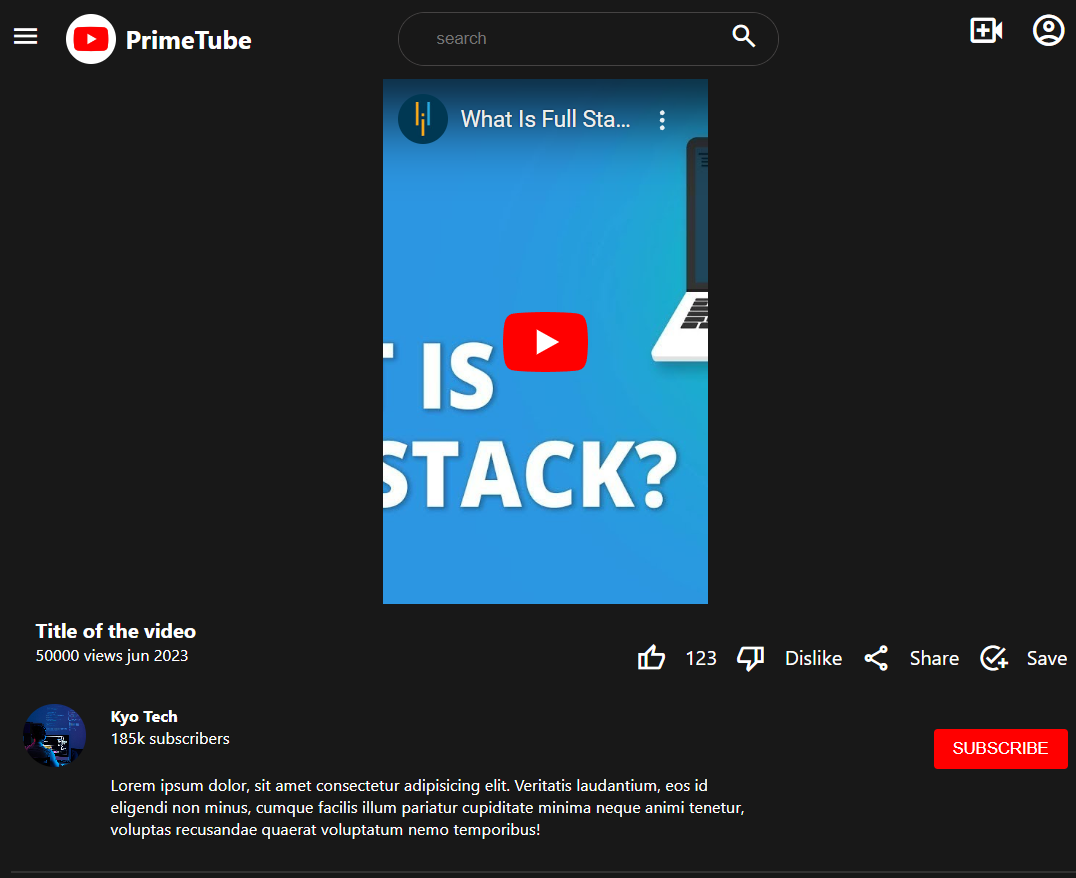 PrimeTube
search
What Is Full Sta...
IS
STACK?
Title of the video
50000 views jun 2023
123 Dislike Share Save
Kyo Tech
185k subscribers
SUBSCRIBE
Lorem ipsum dolor, sit amet consectetur adipisicing elit. Veritatis laudantium, eos id
eligendi non minus, cumque facilis illum pariatur cupiditate minima neque animi tenetur,
voluptas recusandae quaerat voluptatum nemo temporibus!